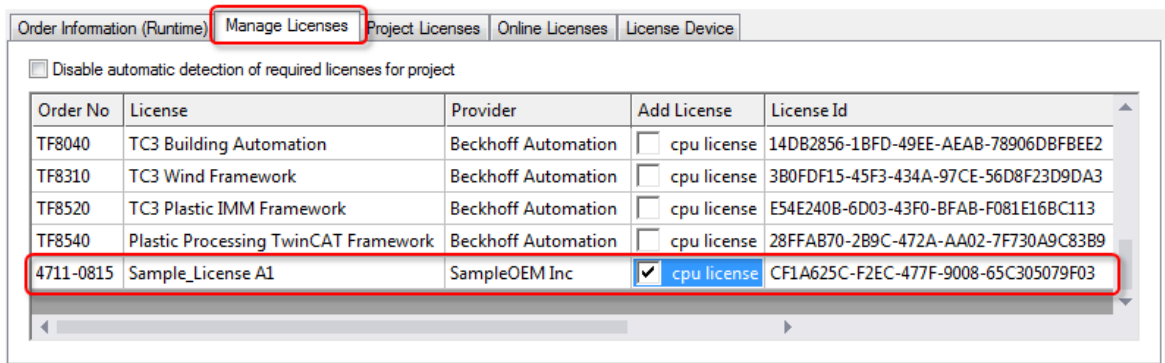 Order Information (Runtime) Manage Licenses Project Licenses Online Licenses License Device
Disable automatic detection of required licenses for project
Order No License Provider Add License License Id
TF8040 TC3 Building Automation Beckhoff Automation cpu license 14DB2856-1BFD-49EE-AEAB-78906DBFBEE2
TF8310 TC3 Wind Framework Beckhoff Automation cpu license 3B0FDF15-45F3-434A-97CE-56D8F23D9DA3
TF8520 TC3 Plastic IMM Framework Beckhoff Automation cpu license E54E240B-6D03-43F0-BFAB-F081E16BC113
TF8540 Plastic Processing TwinCAT Framework Beckhoff Automation cpu license 28FFAB70-2B9C-472A-AA02-7F730A9C83B9
4711-0815 Sample_License A1 SampleOEM Inc cpu license CF1A625C-F2EC-477F-9008-65C305079F03